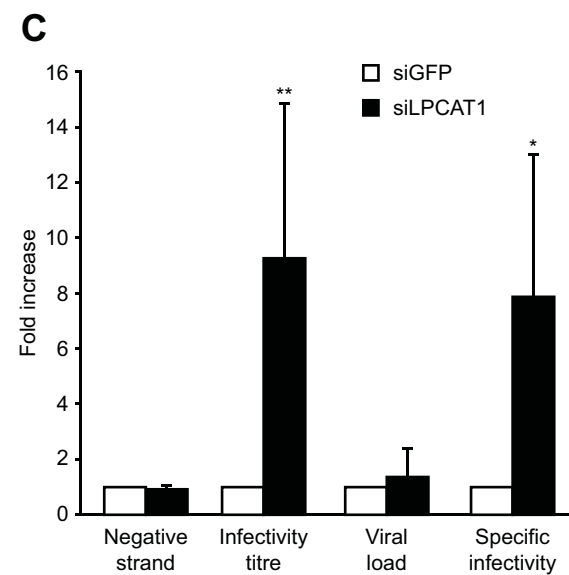 C
siGFP
siLPCAT1
Fold increase
16
14
12
10
8
6
4
2
0
**
*
Negative
strand
Infectivity
titre
Viral
load
Specific
infectivity